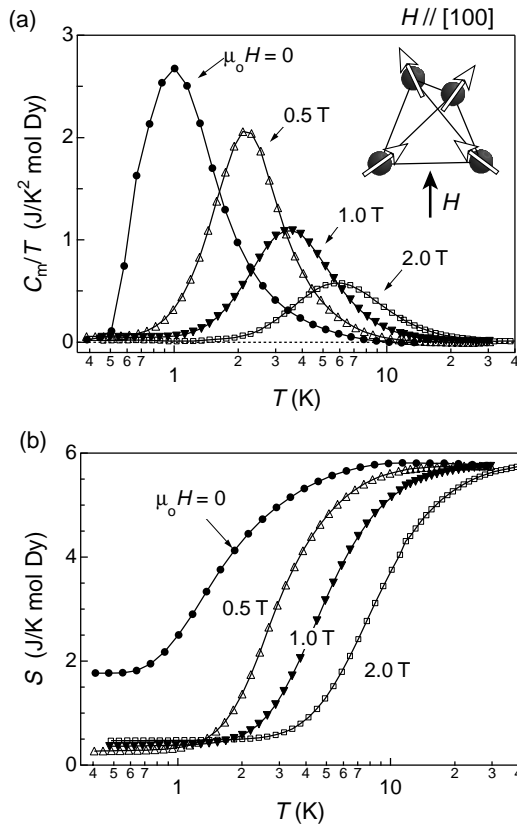 (a)
H // [100]
3
2
1
0
C_m/T (J/K² mol Dy)
μ_oH = 0
0.5 T
1.0 T
2.0 T
H
4 5 6 7 1 2 3 4 5 6 7 10 2 3 4
T (K)
(b)
6
4
2
0
S (J/K mol Dy)
μ_oH = 0
0.5 T
1.0 T
2.0 T
4 5 6 7 1 2 3 4 5 6 7 10 2 3 4
T (K)